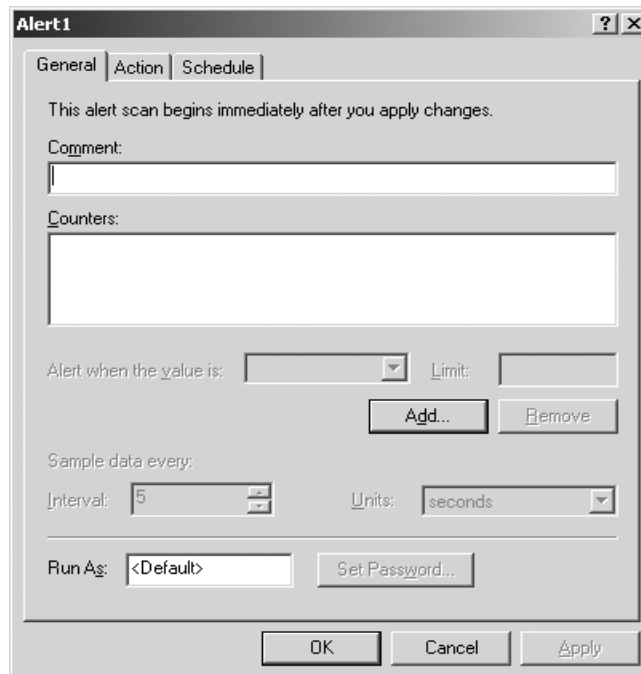 Alert1
General Action Schedule
This alert scan begins immediately after you apply changes.
Comment:
Counters:
Alert when the value is: Limit:
Add... Remove
Sample data every:
Interval: 5 Units: seconds
Run As: <Default> Set Password...
OK Cancel Apply